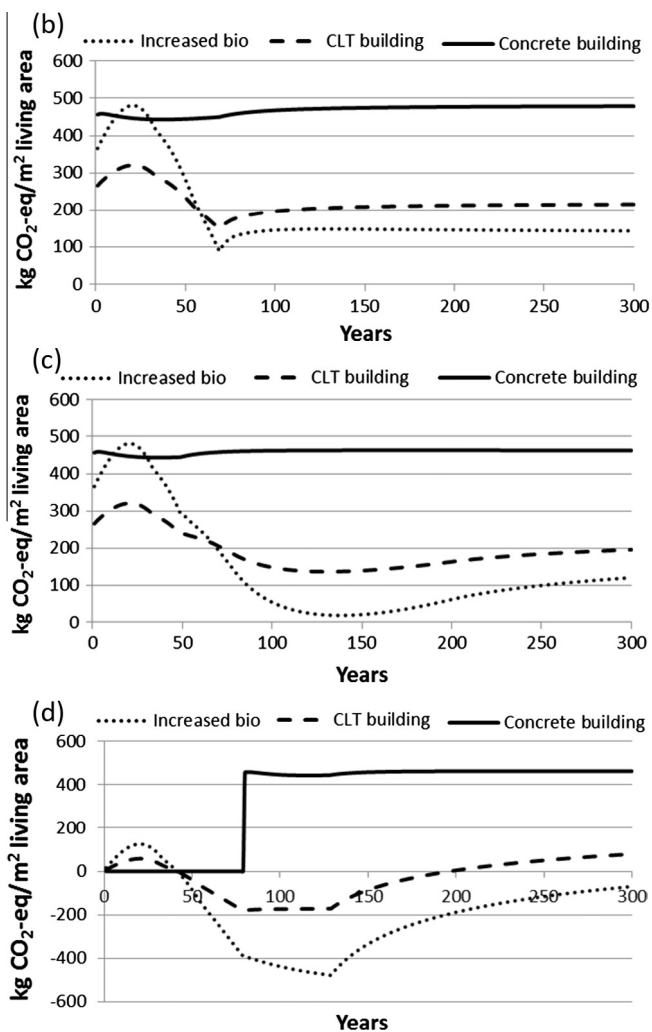 (b)
Increased bio CLT building Concrete building
600
500
400
300
200
100
0
0 50 100 150 200 250 300
Years
kg CO₂-eq/m² living area
(c)
Increased bio CLT building Concrete building
600
500
400
300
200
100
0
0 50 100 150 200 250 300
Years
kg CO₂-eq/m² living area
(d)
Increased bio CLT building Concrete building
600
400
200
0
-200
-400
-600
0 50 100 150 200 250 300
Years
kg CO₂-eq/m² living area